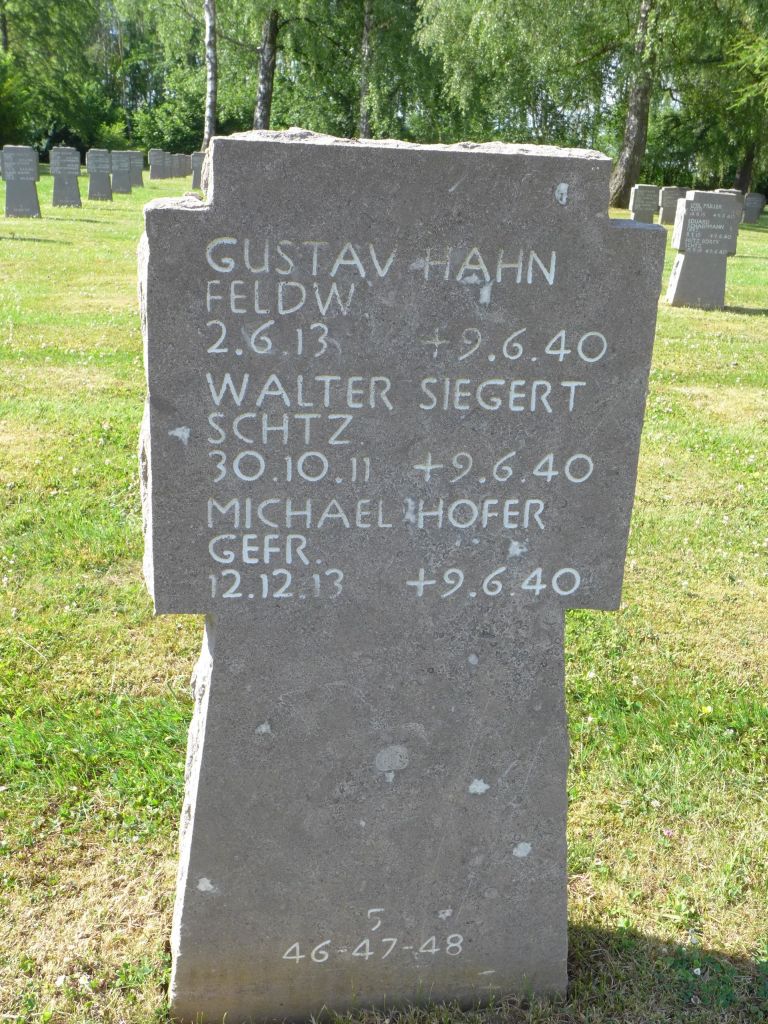 GUSTAV HAHN
FELDW.
2.6.13 +9.6.40
WALTER SIEGERT
SCHTZ.
30.10.11 +9.6.40
MICHAEL HOFER
GEFR.
12.12.13 +9.6.40
5
46-47-48